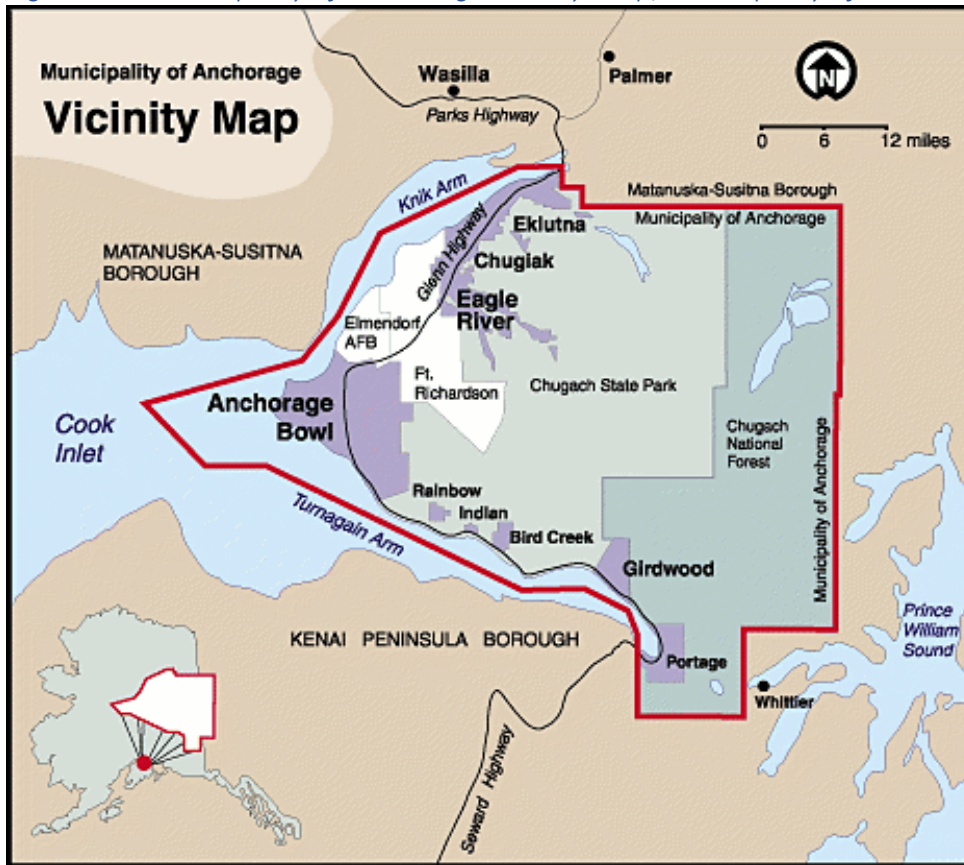 Municipality of Anchorage
Vicinity Map
Wasilla
Palmer
Parks Highway
N
0 6 12 miles
Knik Arm
Matanuska-Susitna Borough
Municipality of Anchorage
MATANUSKA-SUSITNA
BOROUGH
Glenn Highway
Eklutna
Chugiak
Eagle
River
Elmendorf
AFB
Ft.
Richardson
Chugach State Park
Anchorage
Bowl
Cook
Inlet
Chugach
National
Forest
Municipality of Anchorage
Rainbow
Indian
Bird Creek
Turnagain Arm
Girdwood
KENAI PENINSULA BOROUGH
Prince
William
Sound
Portage
Whittier
Seward Highway